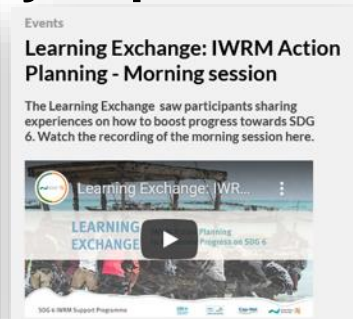 Events
Learning Exchange: IWRM Action
Planning - Morning session
The Learning Exchange saw participants sharing
experiences on how to boost progress towards SDG
6. Watch the recording of the morning session here.
Learning Exchange: IWR...
LEARNING
EXCHANGE
Planning
Progress on SDG 6
SDG 6 IWRM Support Programme